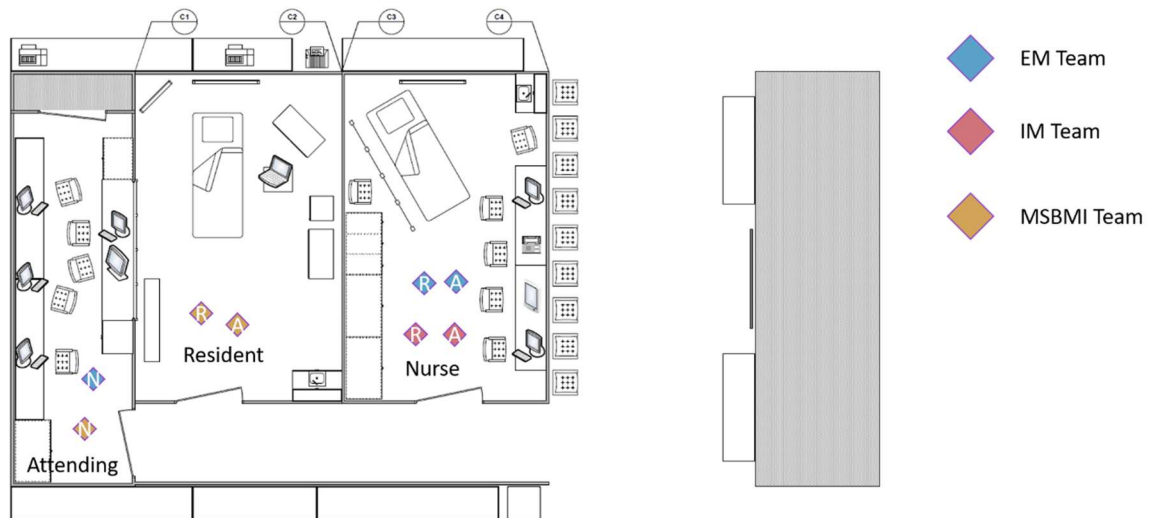 C1
C2
C3
C4
EM Team
IM Team
MSBMI Team
R A
R A
R A
Resident
Nurse
N
N
Attending